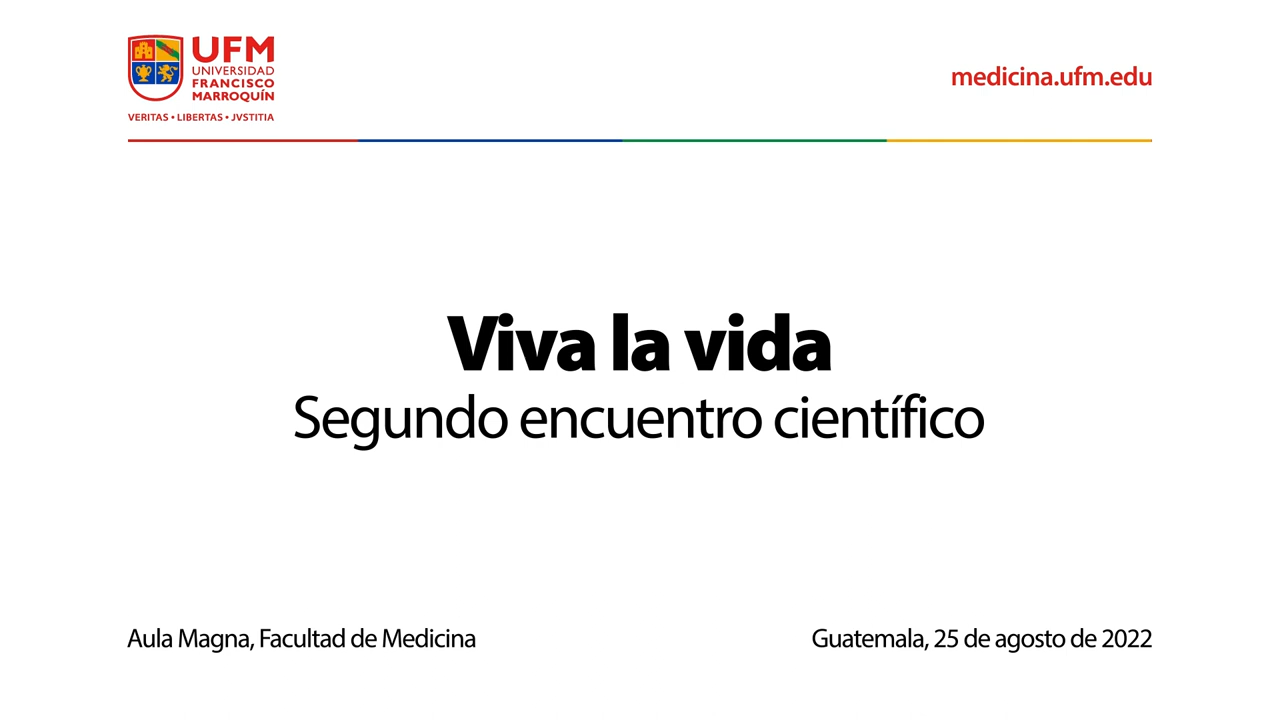 UFM
UNIVERSIDAD
FRANCISCO
MARROQUÍN
VERITAS • LIBERTAS • JVSTITIA
medicina.ufm.edu
Viva la vida
Segundo encuentro científico
Aula Magna, Facultad de Medicina
Guatemala, 25 de agosto de 2022